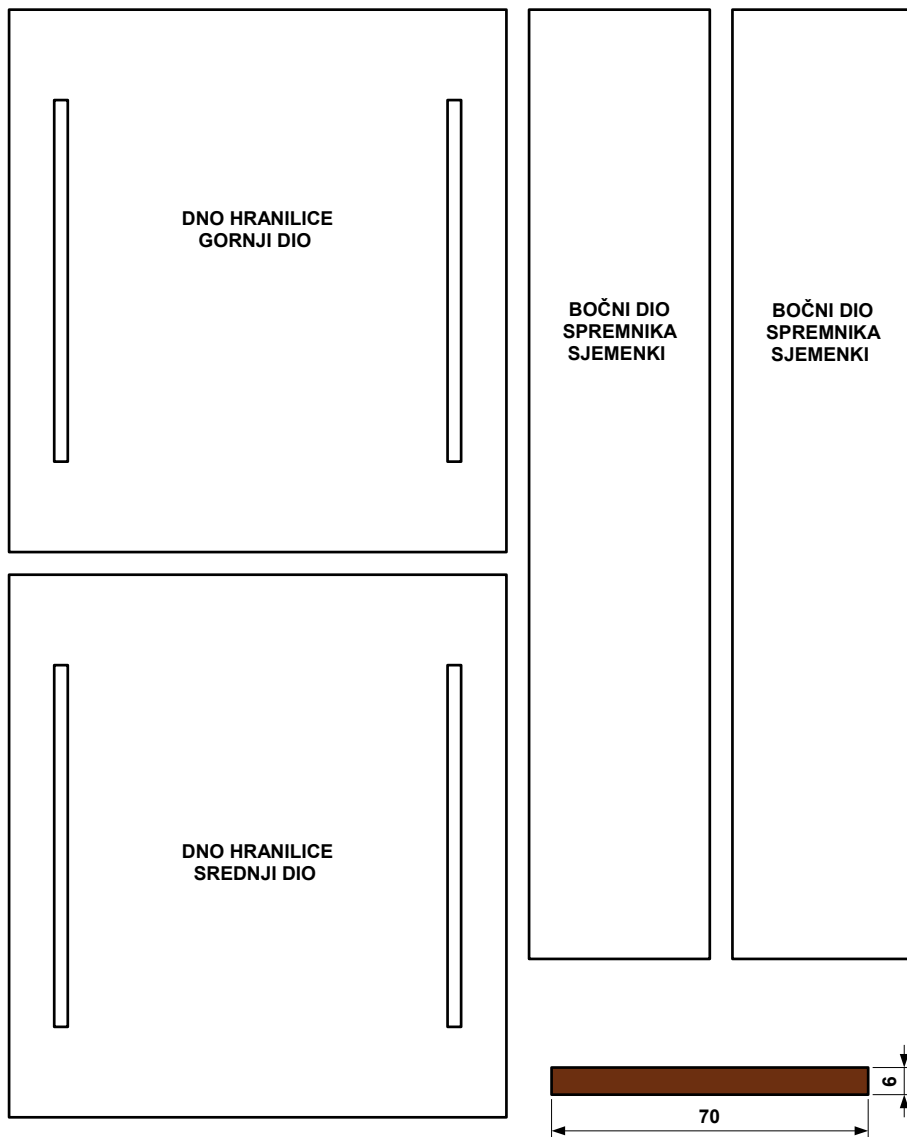 DNO HRANILICE
GORNJI DIO
BOČNI DIO
SPREMNIKA
SJEMENKI
BOČNI DIO
SPREMNIKA
SJEMENKI
DNO HRANILICE
SREDNJI DIO
6
70